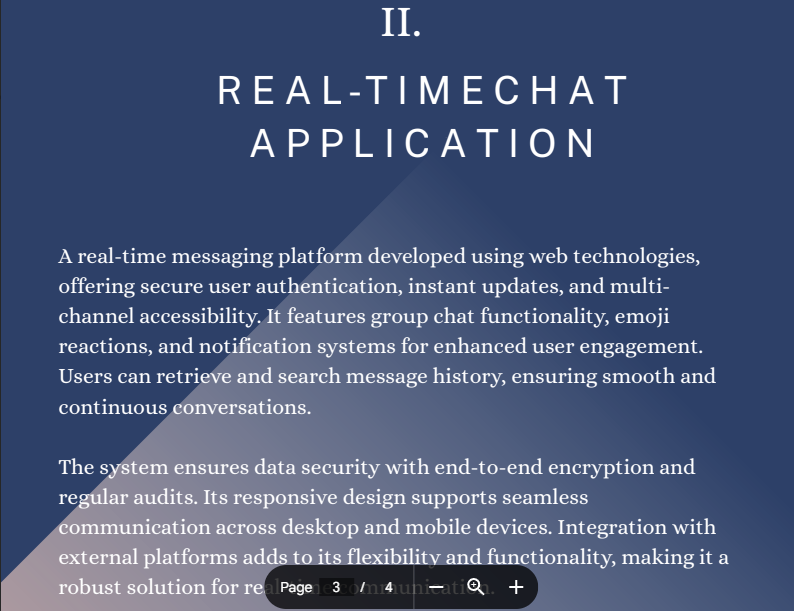 II.
REAL-TIMECHAT
APPLICATION
A real-time messaging platform developed using web technologies,
offering secure user authentication, instant updates, and multi-
channel accessibility. It features group chat functionality, emoji
reactions, and notification systems for enhanced user engagement.
Users can retrieve and search message history, ensuring smooth and
continuous conversations.
The system ensures data security with end-to-end encryption and
regular audits. Its responsive design supports seamless
communication across desktop and mobile devices. Integration with
external platforms adds to its flexibility and functionality, making it a
robust solution for real-time communication.
Page 3 / 4